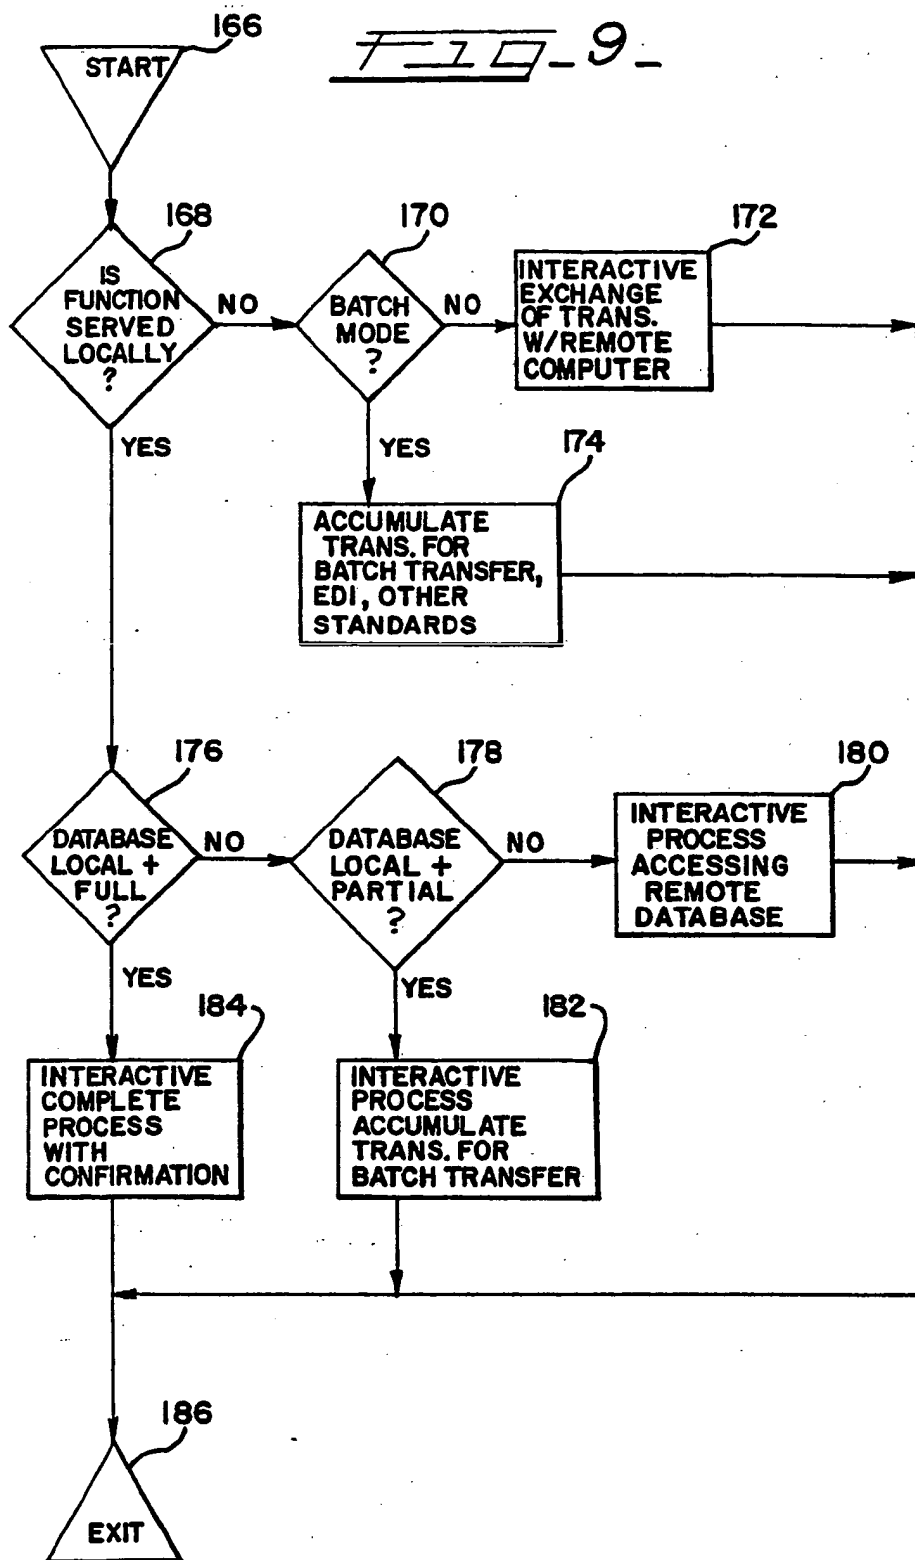 Fig_9_
166
START
168
170
172
IS
FUNCTION
SERVED
LOCALLY
?
NO
BATCH
MODE
?
NO
INTERACTIVE
EXCHANGE
OF TRANS.
W/REMOTE
COMPUTER
YES
YES
174
ACCUMULATE
TRANS. FOR
BATCH TRANSFER,
EDI, OTHER
STANDARDS
176
178
180
DATABASE
LOCAL +
FULL
?
NO
DATABASE
LOCAL +
PARTIAL
?
NO
INTERACTIVE
PROCESS
ACCESSING
REMOTE
DATABASE
YES
YES
184
182
INTERACTIVE
COMPLETE
PROCESS
WITH
CONFIRMATION
INTERACTIVE
PROCESS
ACCUMULATE
TRANS. FOR
BATCH TRANSFER
186
EXIT